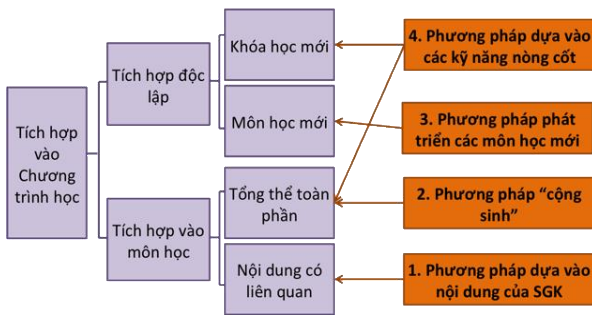 Tích hợp
vào
Chương
trình học
Tích hợp độc
lập
Tích hợp vào
môn học
Khóa học mới
Môn học mới
Tổng thể toàn
phần
Nội dung có
liên quan
4. Phương pháp dựa vào
các kỹ năng nòng cốt
3. Phương pháp phát
triển các môn học mới
2. Phương pháp “cộng
sinh”
1. Phương pháp dựa vào
nội dung của SGK